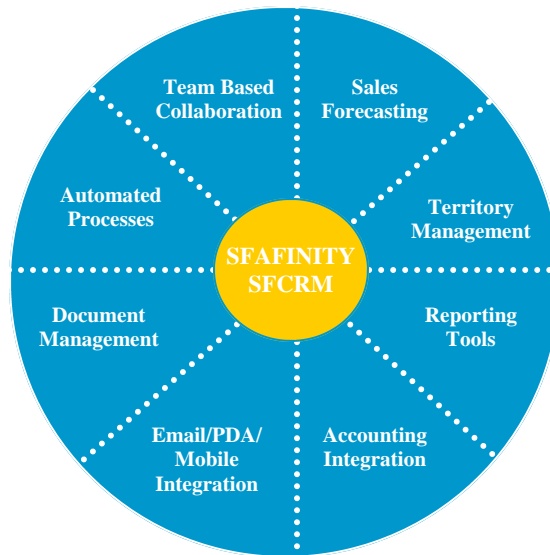 Team Based
Collaboration
Sales
Forecasting
Automated
Processes
Territory
Management
SFAFINITY
SFCRM
Document
Management
Reporting
Tools
Email/PDA/
Mobile
Integration
Accounting
Integration